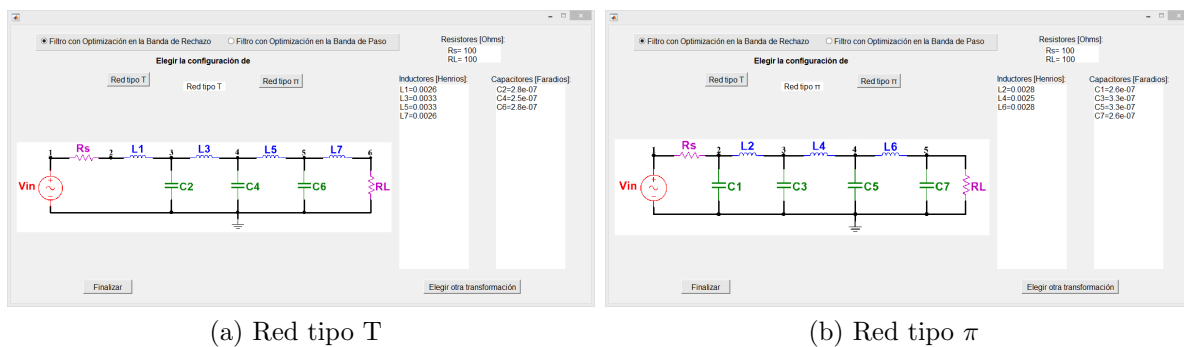 Filtro con Optimización en la Banda de Rechazo Filtro con Optimización en la Banda de Paso
Elegir la configuración de
Red tipo T
Red tipo T
Red tipo π
Resistores [Ohms]:
Rs= 100
RL= 100
Inductores [Henrios]:
L1=0.0026
L3=0.0033
L5=0.0033
L7=0.0026
Capacitores [Faradios]:
C2=2.8e-07
C4=2.5e-07
C6=2.8e-07
1 Rs 2 L1 3 L3 4 L5 5 L7 6
Vin C2 C4 C6 RL
Finalizar
Elegir otra transformación
(a) Red tipo T
Filtro con Optimización en la Banda de Rechazo Filtro con Optimización en la Banda de Paso
Elegir la configuración de
Red tipo T
Red tipo π
Red tipo π
Resistores [Ohms]:
Rs= 100
RL= 100
Inductores [Henrios]:
L2=0.0028
L4=0.0025
L6=0.0028
Capacitores [Faradios]:
C1=2.6e-07
C3=3.3e-07
C5=3.3e-07
C7=2.6e-07
1 Rs 2 L2 3 L4 4 L6 5
Vin C1 C3 C5 C7 RL
Finalizar
Elegir otra transformación
(b) Red tipo π